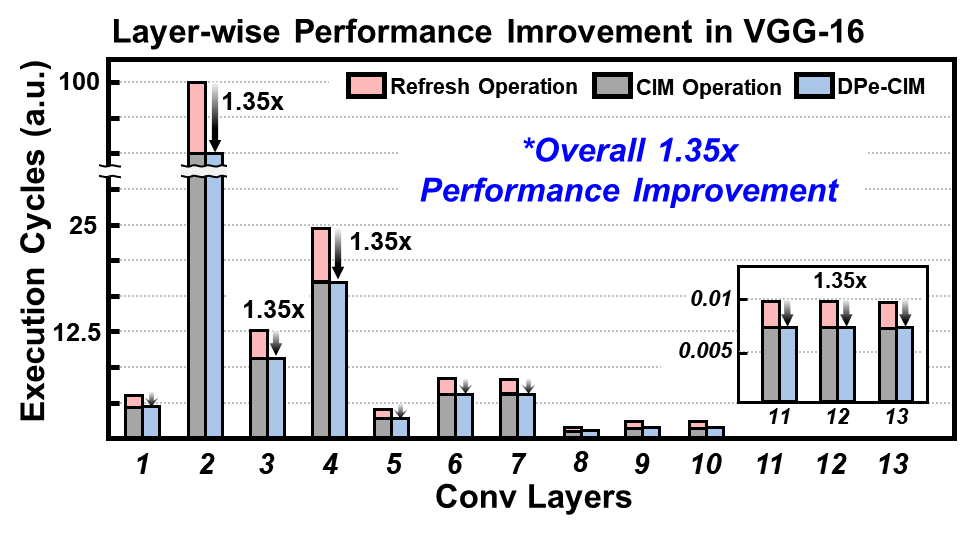 Layer-wise Performance Imrovement in VGG-16
Execution Cycles (a.u.)
100
25
12.5
Refresh Operation CIM Operation DPe-CIM
1.35x
*Overall 1.35x
Performance Improvement
1.35x
1.35x
1.35x
0.01
0.005
11 12 13
1 2 3 4 5 6 7 8 9 10 11 12 13
Conv Layers